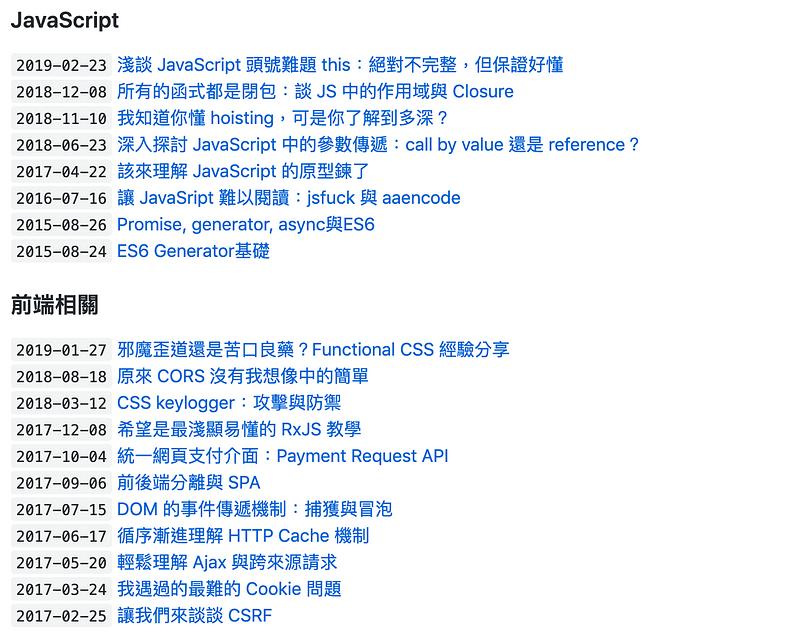 JavaScript
2019-02-23 淺談 JavaScript 頭號難題 this：絕對不完整，但保證好懂
2018-12-08 所有的函式都是閉包：談 JS 中的作用域與 Closure
2018-11-10 我知道你懂 hoisting，可是你了解到多深？
2018-06-23 深入探討 JavaScript 中的參數傳遞：call by value 還是 reference？
2017-04-22 該來理解 JavaScript 的原型鍊了
2016-07-16 讓 JavaSript 難以閱讀：jsfuck 與 aaencode
2015-08-26 Promise, generator, async與ES6
2015-08-24 ES6 Generator基礎
前端相關
2019-01-27 邪魔歪道還是苦口良藥？Functional CSS 經驗分享
2018-08-18 原來 CORS 沒有我想像中的簡單
2018-03-12 CSS keylogger：攻擊與防禦
2017-12-08 希望是最淺顯易懂的 RxJS 教學
2017-10-04 統一網頁支付介面：Payment Request API
2017-09-06 前後端分離與 SPA
2017-07-15 DOM 的事件傳遞機制：捕獲與冒泡
2017-06-17 循序漸進理解 HTTP Cache 機制
2017-05-20 輕鬆理解 Ajax 與跨來源請求
2017-03-24 我遇過的最難的 Cookie 問題
2017-02-25 讓我們來談談 CSRF